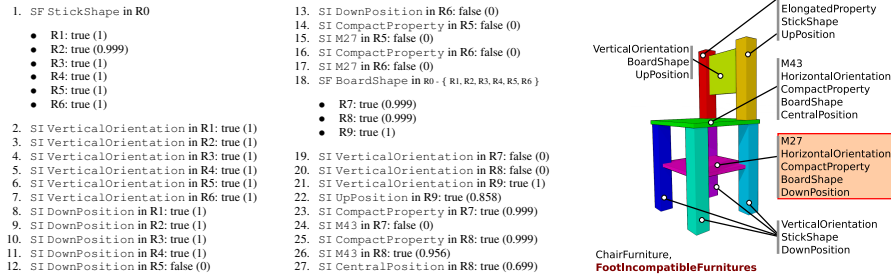 1. SF StickShape in R0
● R1: true (1)
● R2: true (0.999)
● R3: true (1)
● R4: true (1)
● R5: true (1)
● R6: true (1)
2. SI VerticalOrientation in R1: true (1)
3. SI VerticalOrientation in R2: true (1)
4. SI VerticalOrientation in R3: true (1)
5. SI VerticalOrientation in R4: true (1)
6. SI VerticalOrientation in R5: true (1)
7. SI VerticalOrientation in R6: true (1)
8. SI DownPosition in R1: true (1)
9. SI DownPosition in R2: true (1)
10. SI DownPosition in R3: true (1)
11. SI DownPosition in R4: true (1)
12. SI DownPosition in R5: false (0)
13. SI DownPosition in R6: false (0)
14. SI CompactProperty in R5: false (0)
15. SI M27 in R5: false (0)
16. SI CompactProperty in R6: false (0)
17. SI M27 in R6: false (0)
18. SF BoardShape in R0 - { R1, R2, R3, R4, R5, R6 }
● R7: true (0.999)
● R8: true (0.999)
● R9: true (1)
19. SI VerticalOrientation in R7: false (0)
20. SI VerticalOrientation in R8: false (0)
21. SI VerticalOrientation in R9: true (1)
22. SI UpPosition in R9: true (0.858)
23. SI CompactProperty in R7: true (0.999)
24. SI M43 in R7: false (0)
25. SI CompactProperty in R8: true (0.999)
26. SI M43 in R8: true (0.956)
27. SI CentralPosition in R8: true (0.699)
ElongatedProperty
StickShape
UpPosition
VerticalOrientation
BoardShape
UpPosition
M43
HorizontalOrientation
CompactProperty
BoardShape
CentralPosition
M27
HorizontalOrientation
CompactProperty
BoardShape
DownPosition
VerticalOrientation
StickShape
DownPosition
ChairFurniture,
FootIncompatibleFurnitures